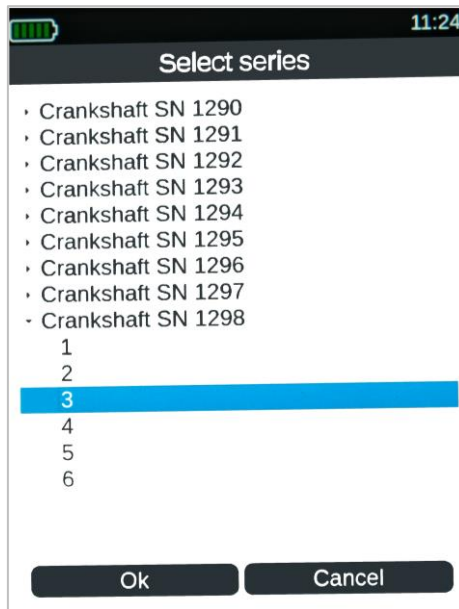 11:24
Select series
Crankshaft SN 1290
Crankshaft SN 1291
Crankshaft SN 1292
Crankshaft SN 1293
Crankshaft SN 1294
Crankshaft SN 1295
Crankshaft SN 1296
Crankshaft SN 1297
Crankshaft SN 1298
1
2
3
4
5
6
Ok Cancel